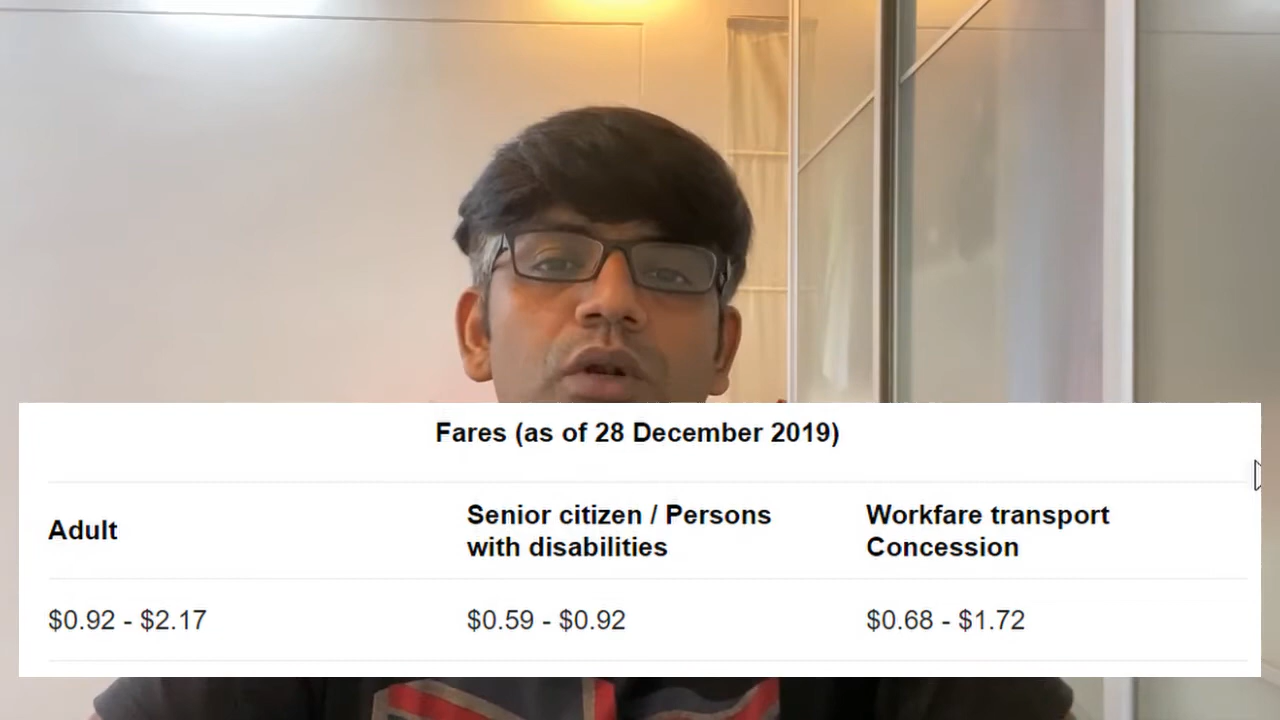 Fares (as of 28 December 2019)
Adult
Senior citizen / Persons
with disabilities
Workfare transport
Concession
$0.92 - $2.17
$0.59 - $0.92
$0.68 - $1.72